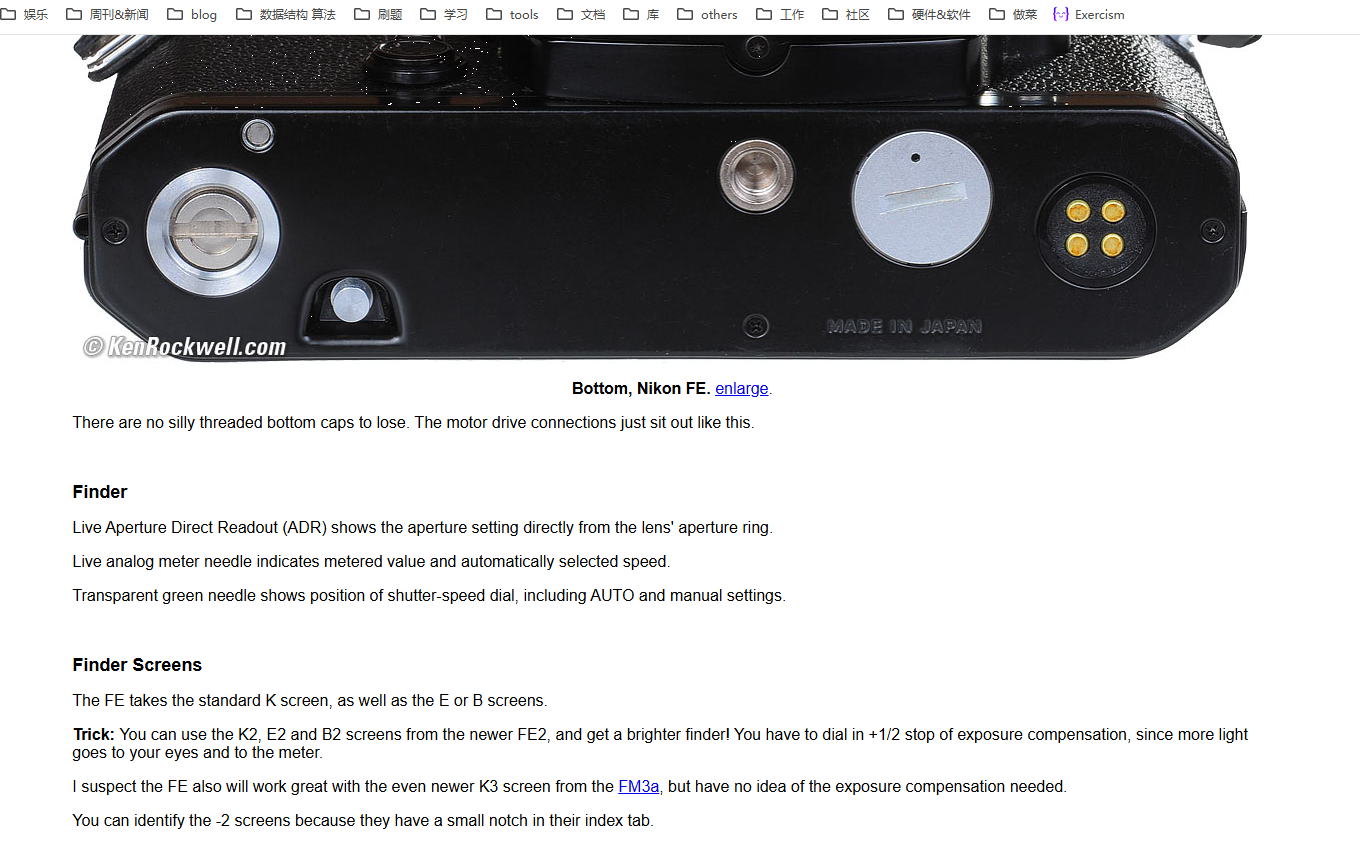 娱乐 周刊&新闻 blog 数据结构 算法 刷题 学习 tools 文档 库 others 工作 社区 硬件&软件 做菜 Exercism
MADE IN JAPAN
© KenRockwell.com
Bottom, Nikon FE. enlarge.
There are no silly threaded bottom caps to lose. The motor drive connections just sit out like this.
Finder
Live Aperture Direct Readout (ADR) shows the aperture setting directly from the lens' aperture ring.
Live analog meter needle indicates metered value and automatically selected speed.
Transparent green needle shows position of shutter-speed dial, including AUTO and manual settings.
Finder Screens
The FE takes the standard K screen, as well as the E or B screens.
Trick: You can use the K2, E2 and B2 screens from the newer FE2, and get a brighter finder! You have to dial in +1/2 stop of exposure compensation, since more light
goes to your eyes and to the meter.
I suspect the FE also will work great with the even newer K3 screen from the FM3a, but have no idea of the exposure compensation needed.
You can identify the -2 screens because they have a small notch in their index tab.